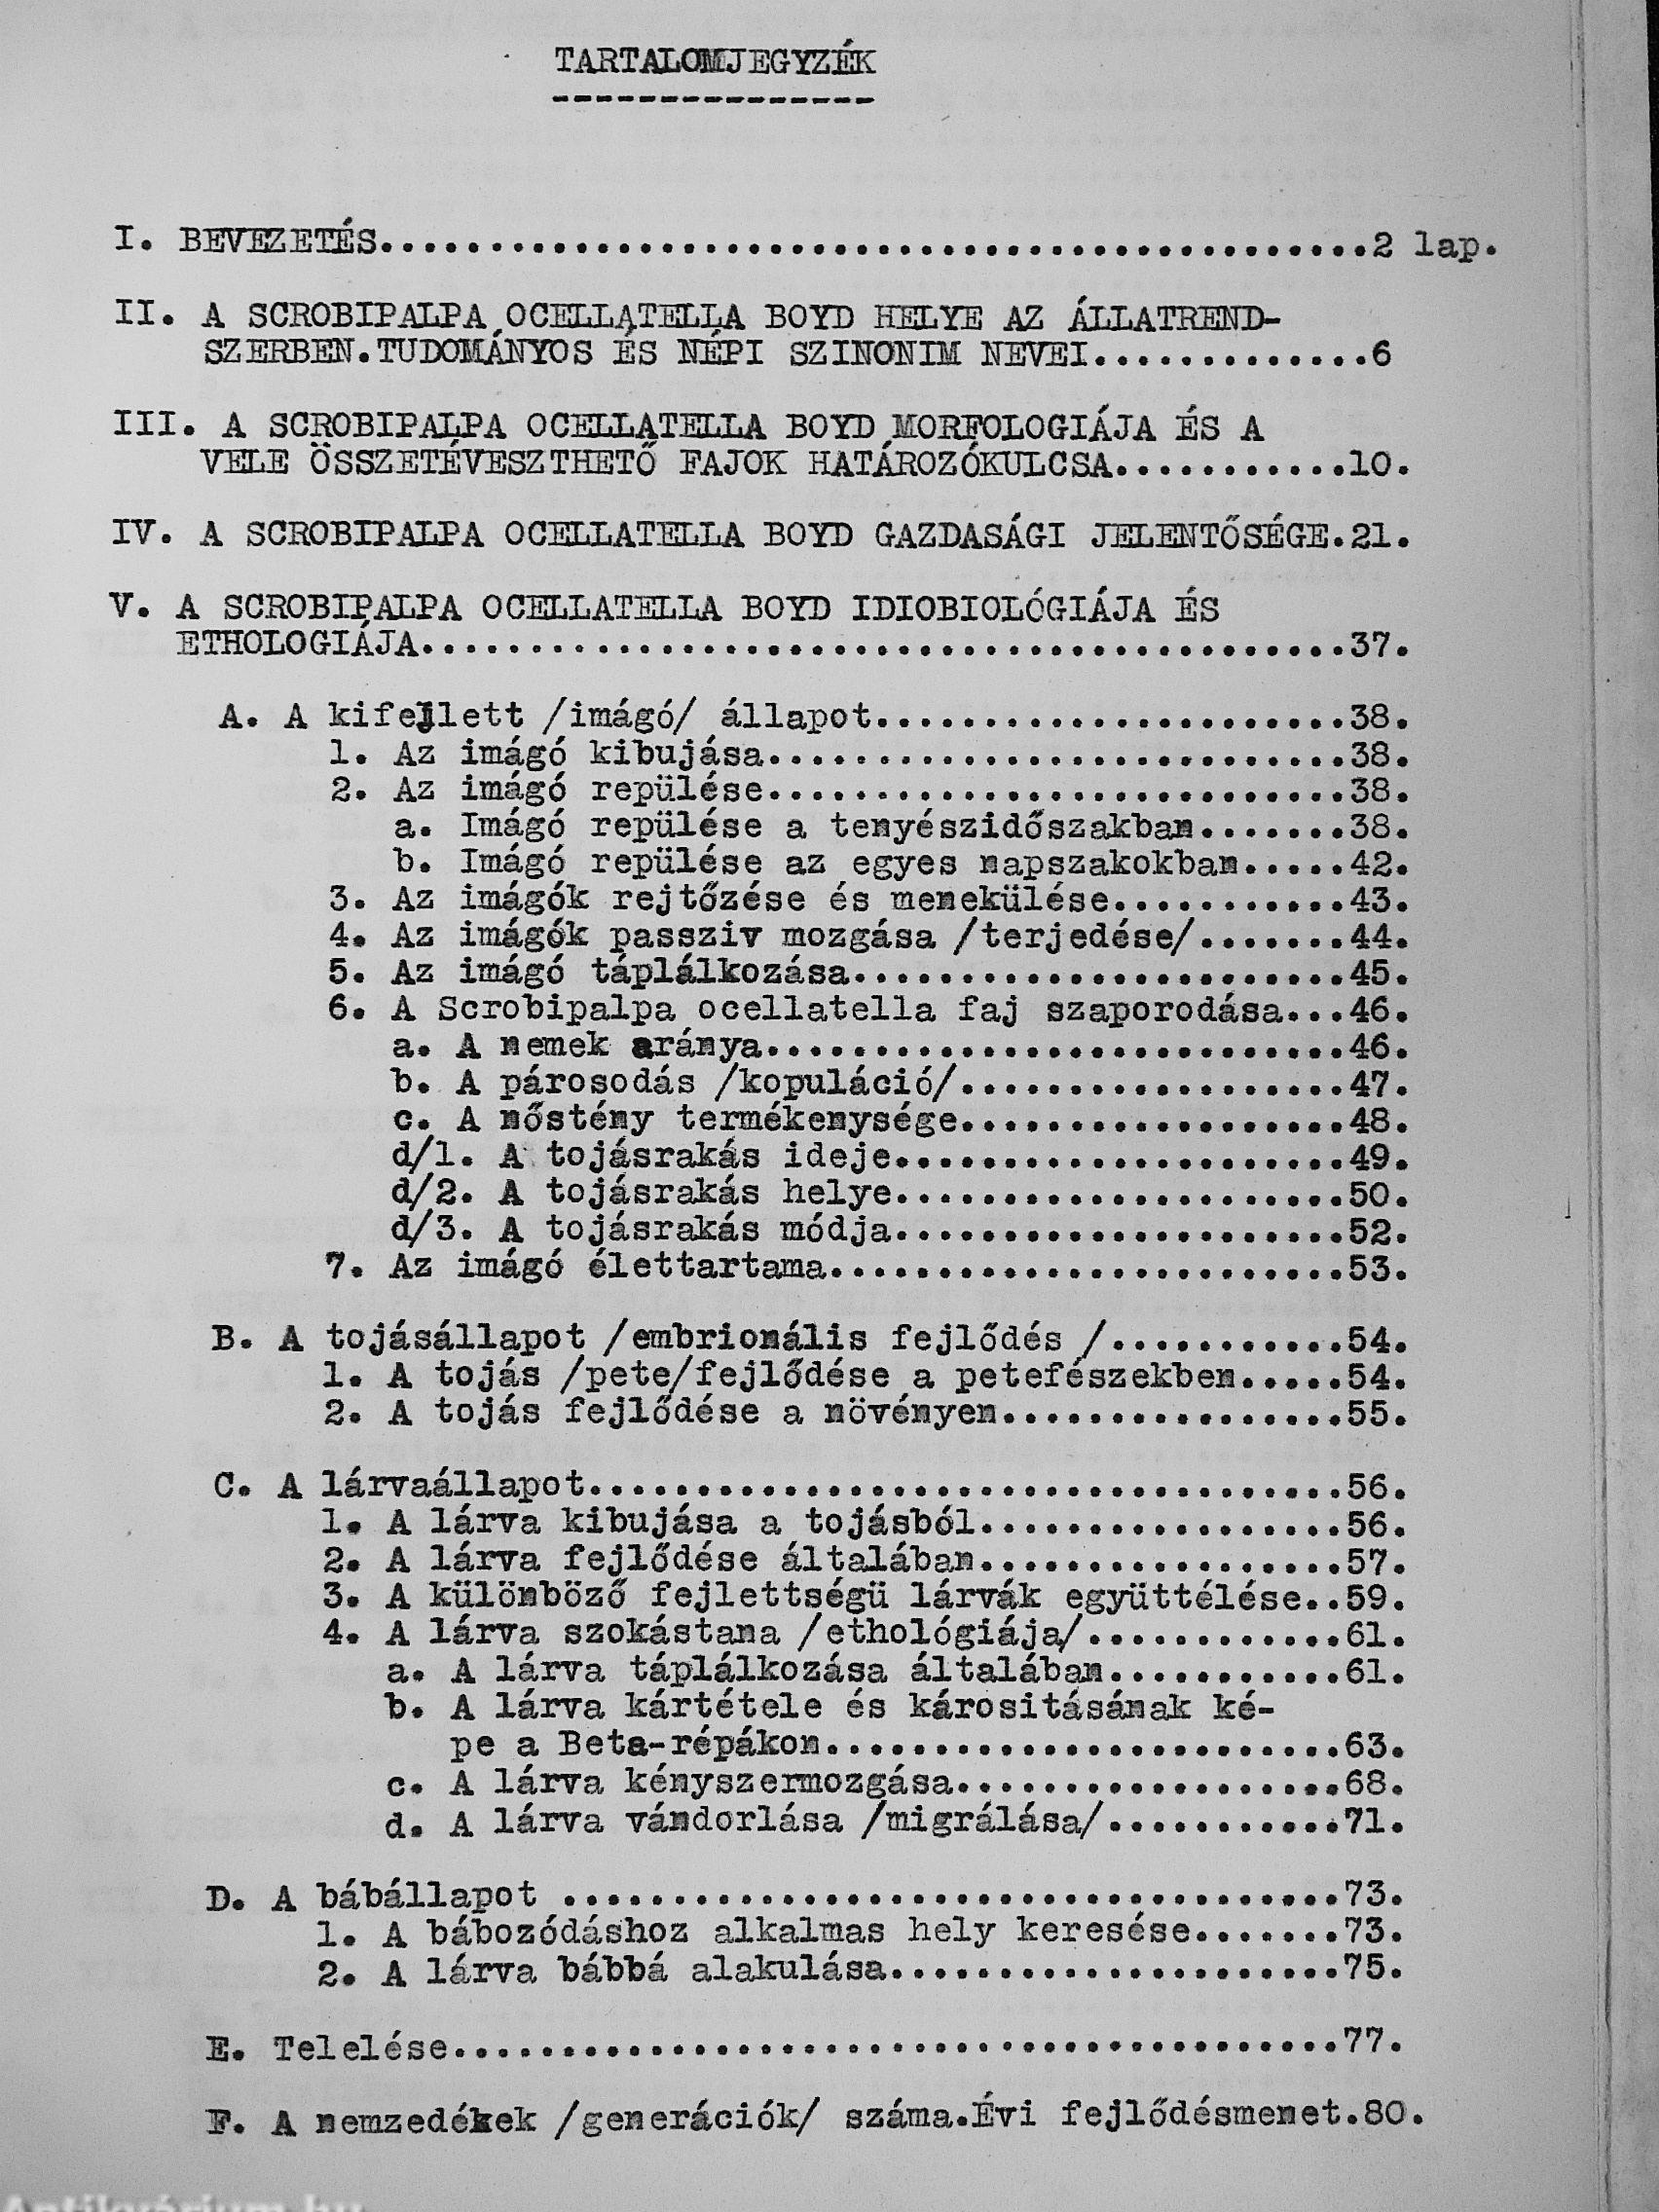 TARTALOMJEGYZÉK
---------------
I. BEVEZETÉS..............................................2 lap.
II. A SCROBIPALPA OCELLATELLA BOYD HELYE AZ ÁLLATREND-
SZERBEN.TUDOMÁNYOS ÉS NÉPI SZINONIM NEVEI.............6
III. A SCROBIPALPA OCELLATELLA BOYD MORFOLOGIÁJA ÉS A
VELE ÖSSZETÉVESZTHETŐ FAJOK HATÁROZÓKULCSA...........10.
IV. A SCROBIPALPA OCELLATELLA BOYD GAZDASÁGI JELENTŐSÉGE.21.
V. A SCROBIPALPA OCELLATELLA BOYD IDIOBIOLÓGIÁJA ÉS
ETHOLOGIÁJA...........................................37.
A. A kifejlett /imágó/ állapot......................38.
1. Az imágó kibujása...........................38.
2. Az imágó repülése...........................38.
a. Imágó repülése a tenyészidőszakban.......38.
b. Imágó repülése az egyes napszakokban.....42.
3. Az imágók rejtőzése és menekülése...........43.
4. Az imágók passziv mozgása /terjedése/.......44.
5. Az imágó táplálkozása.......................45.
6. A Scrobipalpa ocellatella faj szaporodása...46.
a. A nemek aránya...........................46.
b. A párosodás /kopuláció/..................47.
c. A nőstény termékenysége..................48.
d/1. A tojásrakás ideje.....................49.
d/2. A tojásrakás helye.....................50.
d/3. A tojásrakás módja.....................52.
7. Az imágó élettartama........................53.
B. A tojásállapot /embrionális fejlődés /...........54.
1. A tojás /pete/fejlődése a petefészekben.....54.
2. A tojás fejlődése a növényen................55.
C. A lárvaállapot...................................56.
1. A lárva kibujása a tojásból.................56.
2. A lárva fejlődése általában.................57.
3. A különböző fejlettségü lárvák együttélése..59.
4. A lárva szokástana /ethológiája/............61.
a. A lárva táplálkozása általában...........61.
b. A lárva kártétele és kárositásának ké-
pe a Beta-répákon........................63.
c. A lárva kényszermozgása..................68.
d. A lárva vándorlása /migrálása/...........71.
D. A bábállapot ....................................73.
1. A bábozódáshoz alkalmas hely keresése.......73.
2. A lárva bábbá alakulása.....................75.
E. Telelése.........................................77.
F. A nemzedékek /generációk/ száma.Évi fejlődésmenet.80.
Antikvárium.hu